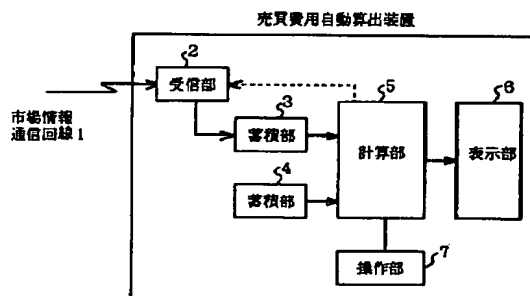 売買費用自動算出装置
2
受信部
市場情報
通信回線1
3
蓄積部
4
蓄積部
5
計算部
6
表示部
7
操作部